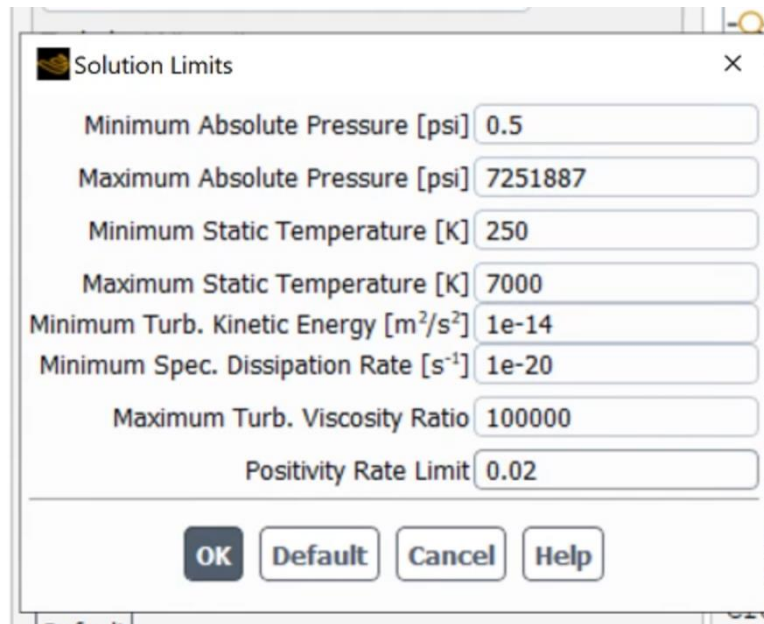 Solution Limits
Minimum Absolute Pressure [psi] 0.5
Maximum Absolute Pressure [psi] 7251887
Minimum Static Temperature [K] 250
Maximum Static Temperature [K] 7000
Minimum Turb. Kinetic Energy [m²/s²] 1e-14
Minimum Spec. Dissipation Rate [s⁻¹] 1e-20
Maximum Turb. Viscosity Ratio 100000
Positivity Rate Limit 0.02
OK Default Cancel Help